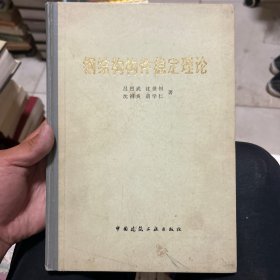 钢结构构件稳定理论
吕烈武 沈世钊
沈祖炎 胡学仁
著
中国建筑工业出版社